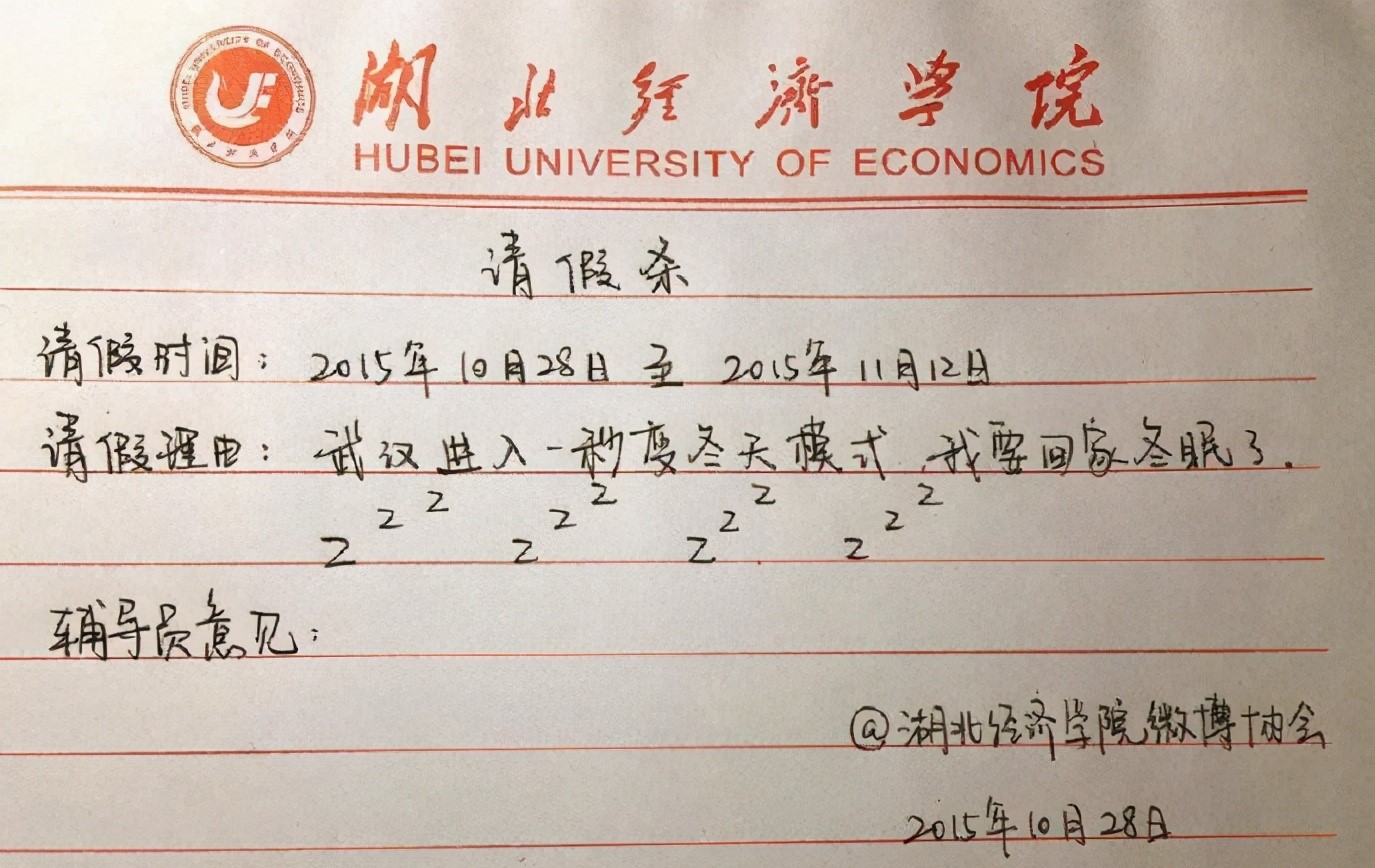 湖北经濟学院
HUBEI UNIVERSITY OF ECONOMICS
请假条
请假时间: 2015年10月28日 至 2015年11月12日
请假理由: 武汉进入一秒变冬天模式,我要回家冬眠了.
z z z z z z z z z z z z
辅导员意见:
@湖北经济学院微博协会
2015年10月28日